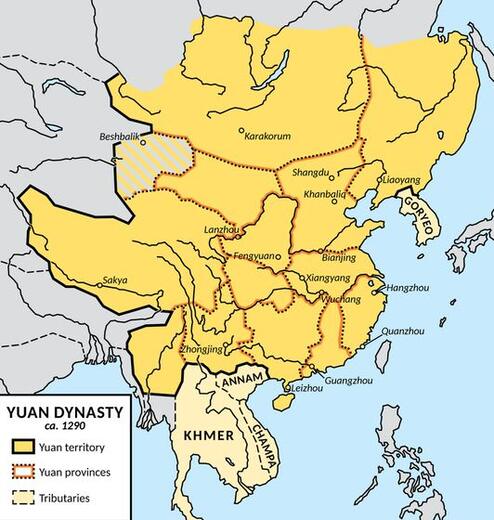 Beshbalik
Karakorum
Shangdu
Liaoyang
Khanbaliq
GORYEO
Lanzhou
Fengyuan
Bianjing
Sakya
Xiangyang
Hangzhou
Wuchang
Quanzhou
Zhongjing
Guangzhou
ANNAM
Leizhou
KHMER
CHAMPA
YUAN DYNASTY
ca. 1290
Yuan territory
Yuan provinces
Tributaries